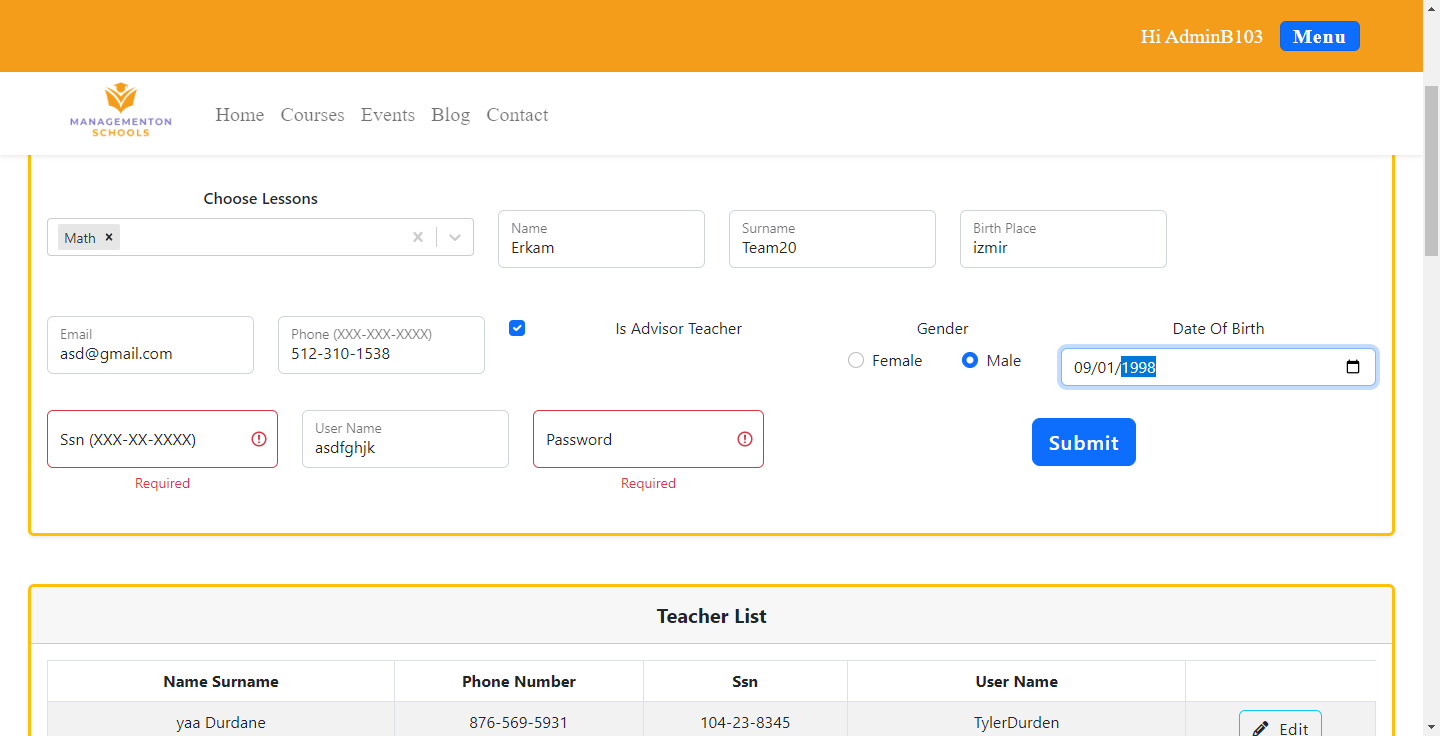 Hi AdminB103 Menu
MANAGEMENTON
SCHOOLS
Home Courses Events Blog Contact
Choose Lessons
Math
Name
Erkam
Surname
Team20
Birth Place
izmir
Email
asd@gmail.com
Phone (XXX-XXX-XXXX)
512-310-1538
Is Advisor Teacher
Gender
Female Male
Date Of Birth
09/01/1998
Ssn (XXX-XX-XXXX)
Required
User Name
asdfghjk
Password
Required
Submit
Teacher List
Name Surname Phone Number Ssn User Name
yaa Durdane 876-569-5931 104-23-8345 TylerDurden Edit